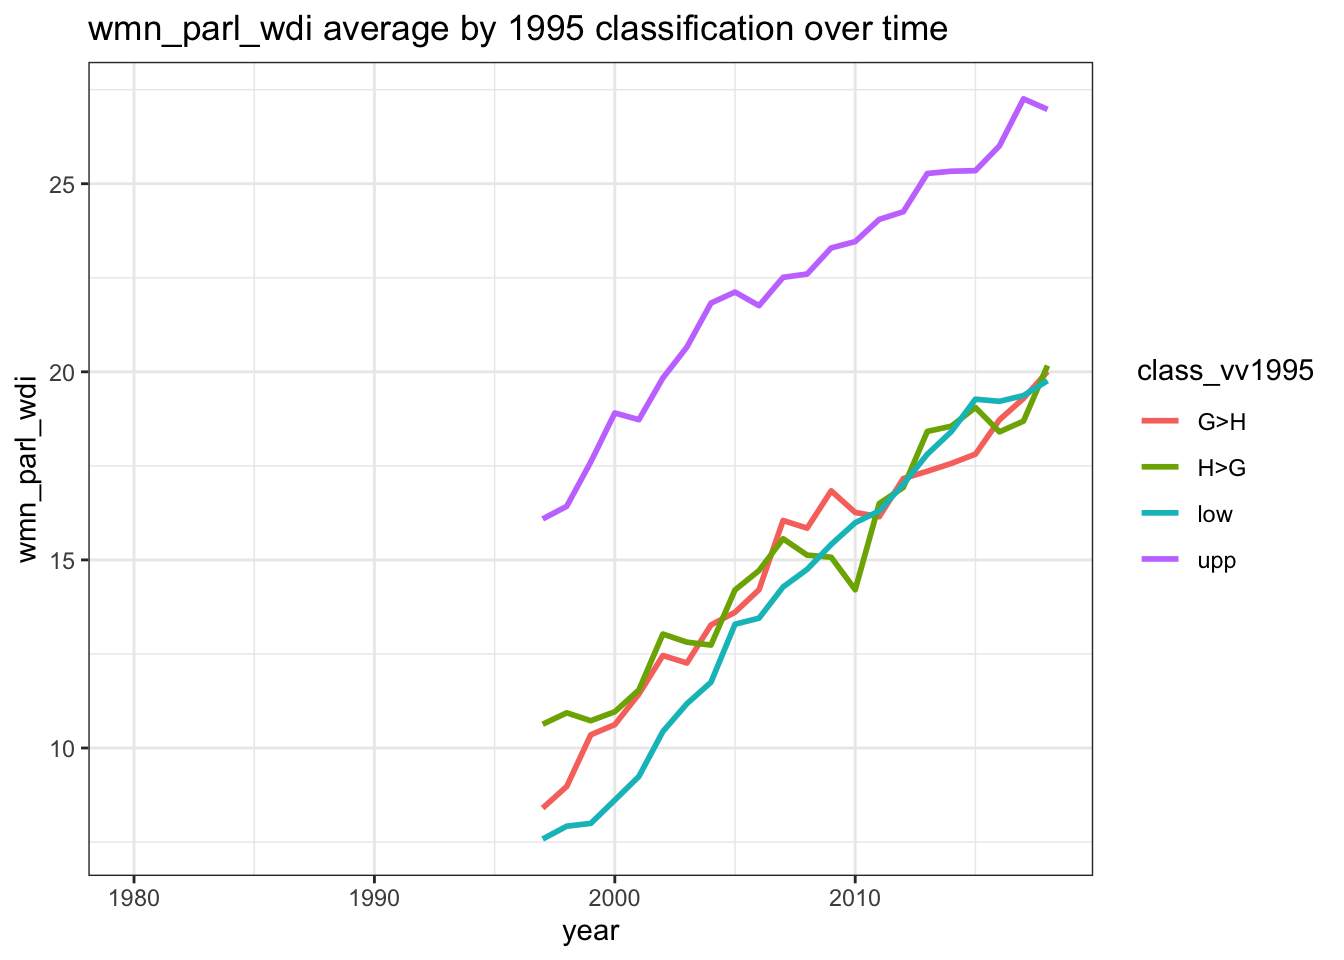 wmn_parl_wdi average by 1995 classification over time
wmn_parl_wdi
25
20
15
10
1980
1990
2000
2010
year
class_vv1995
G>H
H>G
low
upp